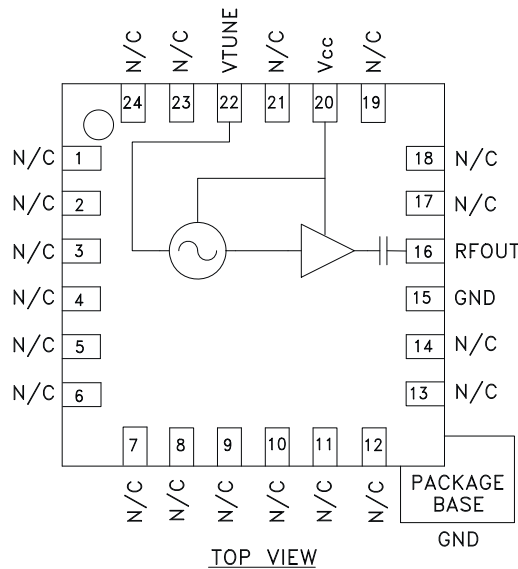 N/C N/C VTUNE N/C Vcc N/C
24 23 22 21 20 19
N/C 1
N/C 2
N/C 3
N/C 4
N/C 5
N/C 6
18 N/C
17 N/C
16 RFOUT
15 GND
14 N/C
13 N/C
7 8 9 10 11 12
N/C N/C N/C N/C N/C N/C
PACKAGE
BASE
GND
TOP VIEW